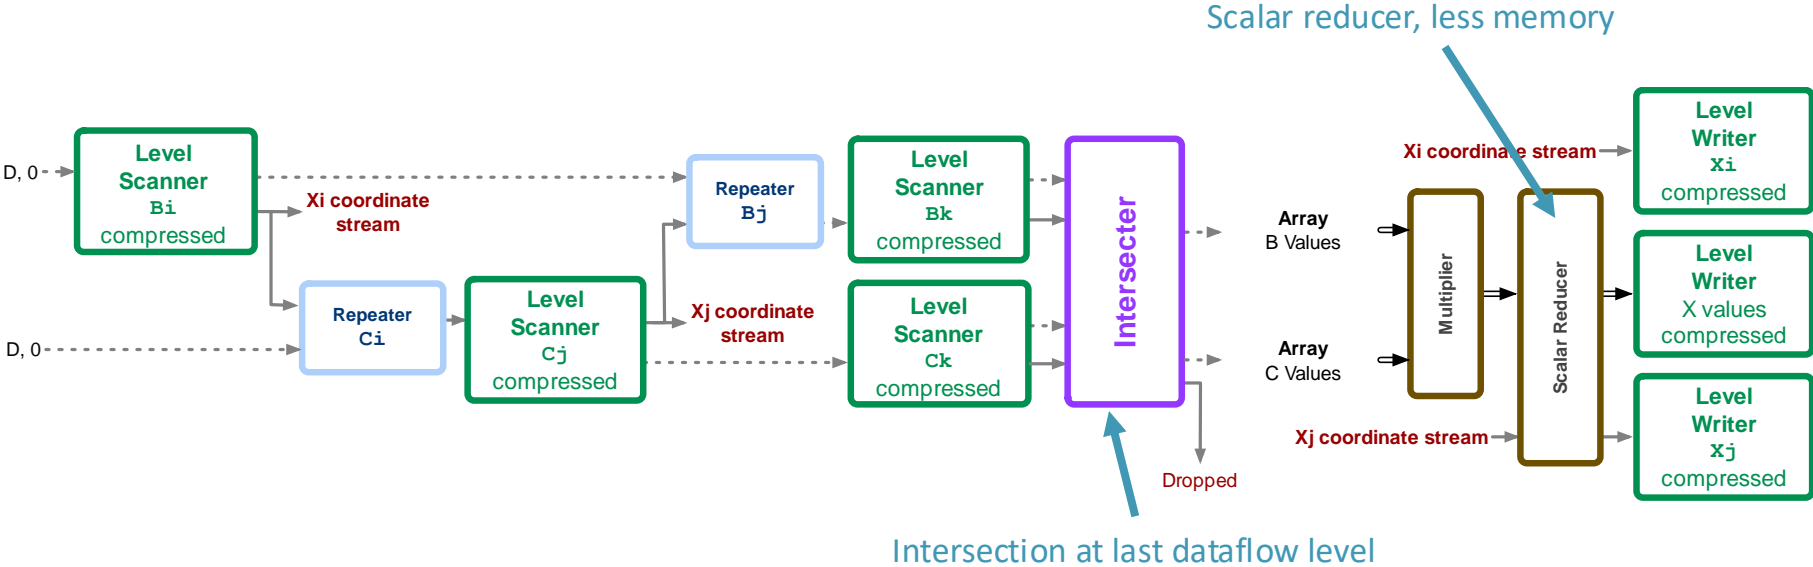 Scalar reducer, less memory
D, 0
Level
Scanner
Bi
compressed
Xi coordinate
stream
D, 0
Repeater
Ci
Level
Scanner
Cj
compressed
Repeater
Bj
Xj coordinate
stream
Level
Scanner
Bk
compressed
Level
Scanner
Ck
compressed
Intersecter
Dropped
Intersection at last dataflow level
Array
B Values
Array
C Values
Multiplier
Scalar Reducer
Xi coordinate stream
Xj coordinate stream
Level
Writer
Xi
compressed
Level
Writer
X values
compressed
Level
Writer
Xj
compressed